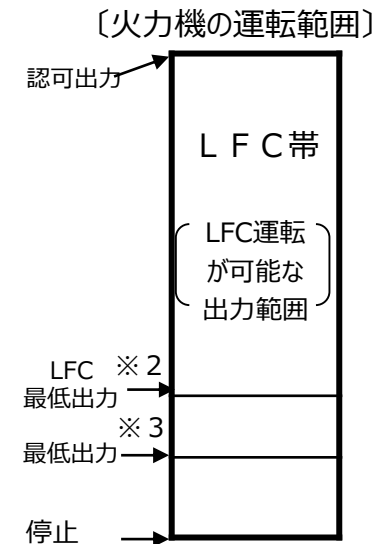 〔火力機の運転範囲〕
認可出力
ＬＦＣ帯
LFC運転
が可能な
出力範囲
LFC ※２
最低出力
※３
最低出力
停止